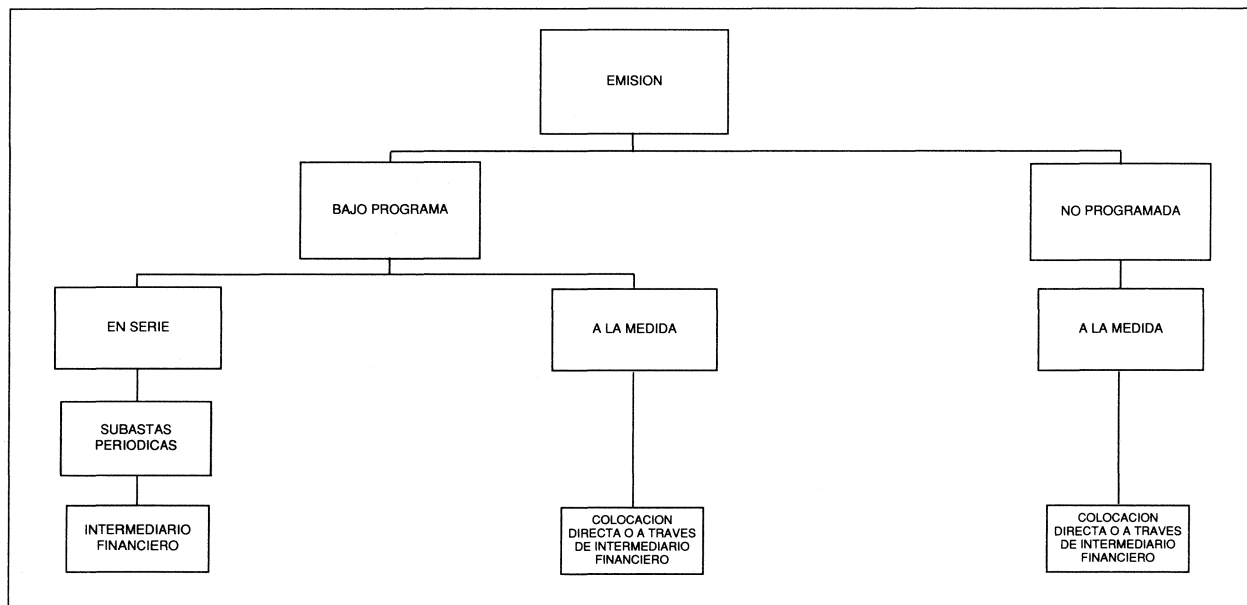 EMISION
BAJO PROGRAMA
NO PROGRAMADA
EN SERIE
A LA MEDIDA
A LA MEDIDA
SUBASTAS
PERIODICAS
INTERMEDIARIO
FINANCIERO
COLOCACION
DIRECTA O A TRAVES
DE INTERMEDIARIO
FINANCIERO
COLOCACION
DIRECTA O A TRAVES
DE INTERMEDIARIO
FINANCIERO